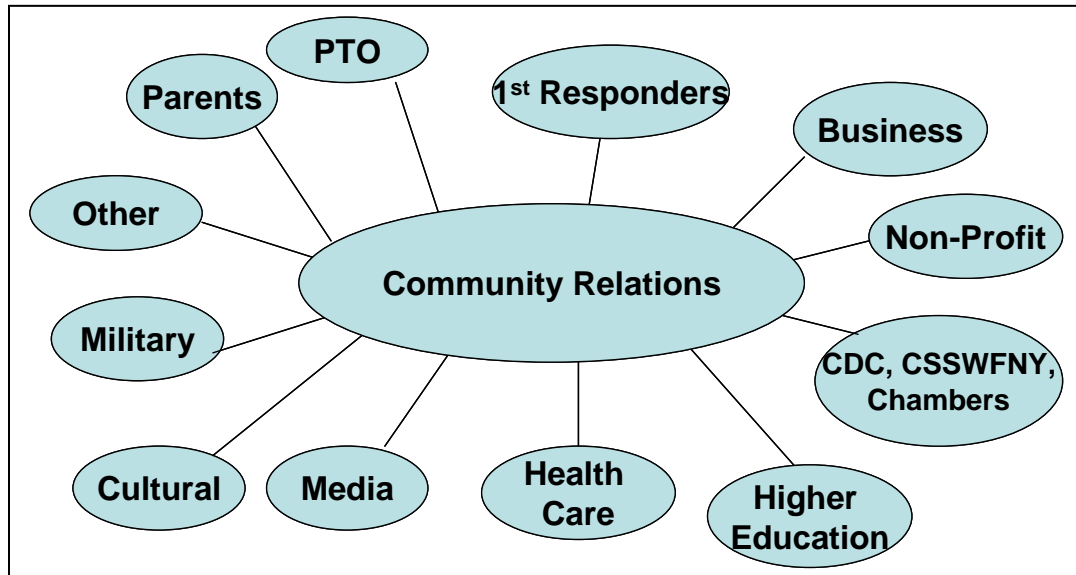 PTO
1st Responders
Parents
Business
Other
Non-Profit
Community Relations
Military
CDC, CSSWFNY,
Chambers
Cultural
Media
Health
Care
Higher
Education